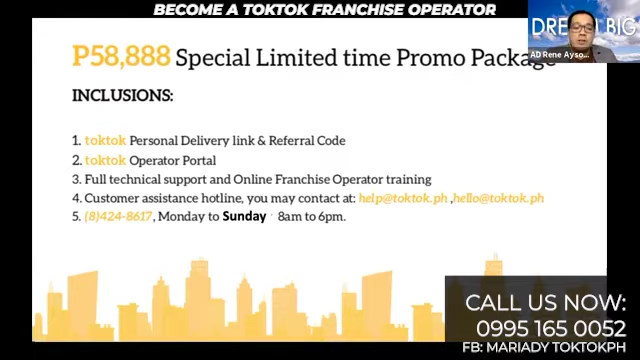 BECOME A TOKTOK FRANCHISE OPERATOR
P58,888 Special Limited time Promo Package
INCLUSIONS:
1. toktok Personal Delivery link & Referral Code
2. toktok Operator Portal
3. Full technical support and Online Franchise Operator training
4. Customer assistance hotline, you may contact at: help@toktok.ph ,hello@toktok.ph
5. (8)424-8617, Monday to Sunday 8am to 6pm.
BIG
AD Rene Ayso...
CALL US NOW:
0995 165 0052
FB: MARIADY TOKTOKPH